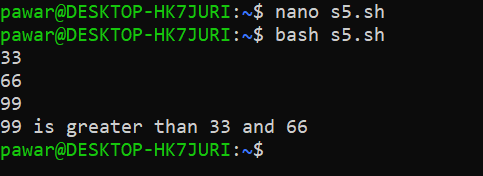 pawar@DESKTOP-HK7JURI:~$ nano s5.sh
pawar@DESKTOP-HK7JURI:~$ bash s5.sh
33
66
99
99 is greater than 33 and 66
pawar@DESKTOP-HK7JURI:~$